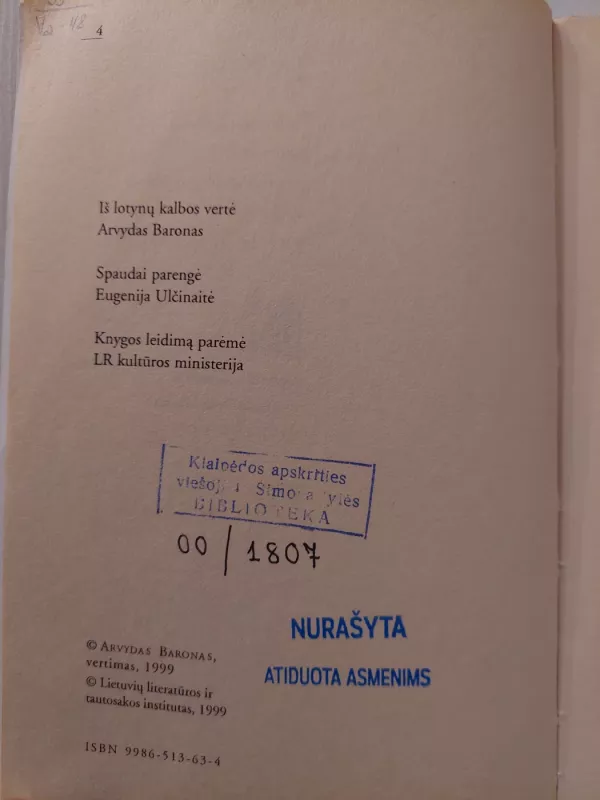 48
4
Iš lotynų kalbos vertė
Arvydas Baronas
Spaudai parengė
Eugenija Ulčinaitė
Knygos leidimą parėmė
LR kultūros ministerija
Klaipėdos apskrities
BIBLIOTEKA
00/1807
NURAŠYTA
ATIDUOTA ASMENIMS
© ARVYDAS BARONAS,
vertimas, 1999
© Lietuvių literatūros ir
tautosakos institutas, 1999
ISBN 9986-513-63-4